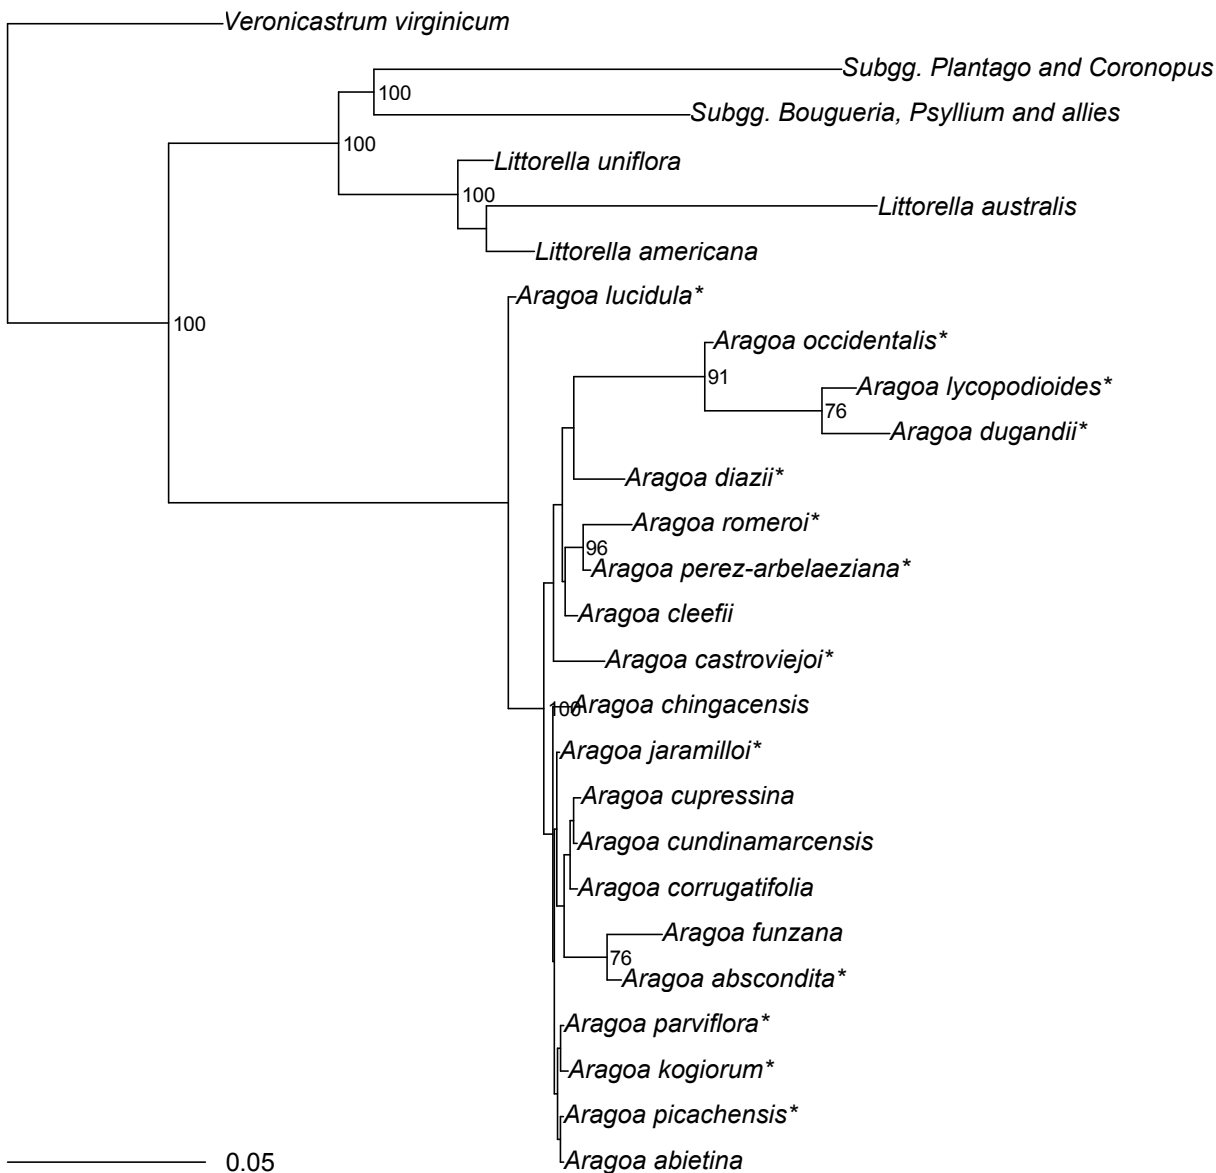 Veronicastrum virginicum
Subgg. Plantago and Coronopus
100
Subgg. Bougueria, Psyllium and allies
100
Littorella uniflora
100
Littorella australis
Littorella americana
Aragoa lucidula*
100
Aragoa occidentalis*
91
Aragoa lycopodioides*
76
Aragoa dugandii*
Aragoa diazii*
Aragoa romeroi*
96
Aragoa perez-arbelaeziana*
Aragoa cleefii
Aragoa castroviejoi*
100
Aragoa chingacensis
Aragoa jaramilloi*
Aragoa cupressina
Aragoa cundinamarcensis
Aragoa corrugatifolia
Aragoa funzana
76
Aragoa abscondita*
Aragoa parviflora*
Aragoa kogiorum*
Aragoa picachensis*
Aragoa abietina
0.05